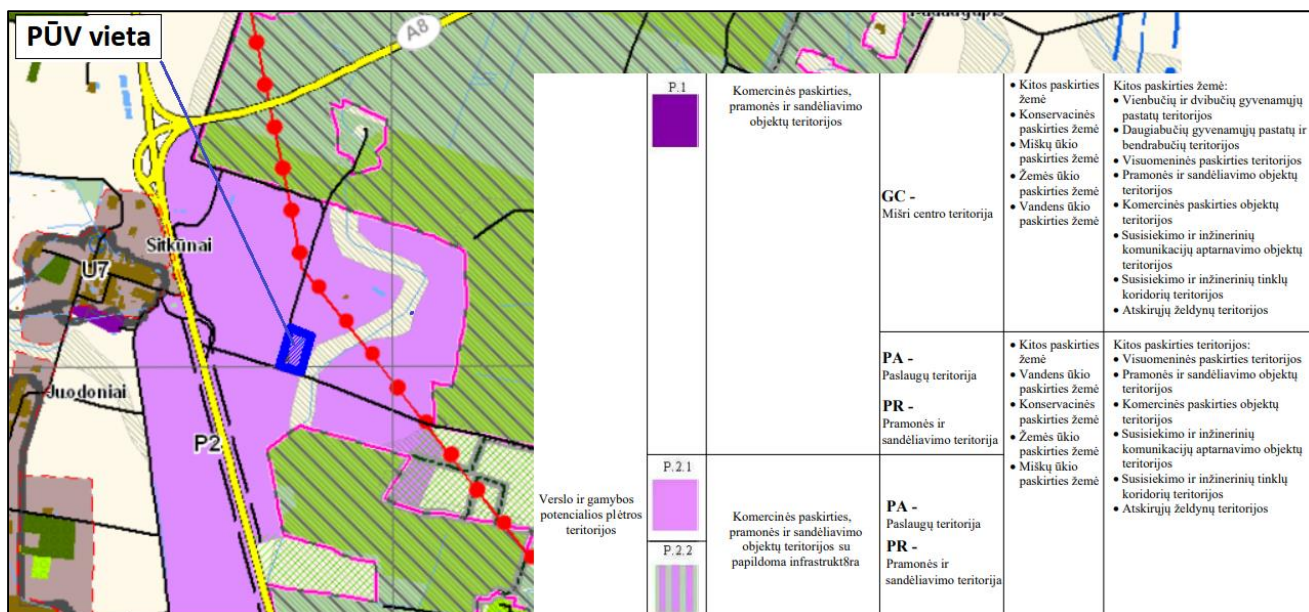 PŪV vieta
A8
Sitkūnai
U7
Juodoniai
P2
Verslo ir gamybos
potencialios plėtros
teritorijos
P.1
Komercinės paskirties,
pramonės ir sandėliavimo
objektų teritorijos
GC -
Mišri centro teritorija
• Kitos paskirties
žemė
• Konservacinės
paskirties žemė
• Miškų ūkio
paskirties žemė
• Žemės ūkio
paskirties žemė
• Vandens ūkio
paskirties žemė
Kitos paskirties žemė:
• Vienbučių ir dvibučių gyvenamųjų
pastatų teritorijos
• Daugiabučių gyvenamųjų pastatų ir
bendrabučių teritorijos
• Visuomeninės paskirties teritorijos
• Pramonės ir sandėliavimo objektų
teritorijos
• Komercinės paskirties objektų
teritorijos
• Susisiekimo ir inžinerinių
komunikacijų aptarnavimo objektų
teritorijos
• Susisiekimo ir inžinerinių tinklų
koridorių teritorijos
• Atskirųjų želdynų teritorijos
PA -
Paslaugų teritorija
PR -
Pramonės ir
sandėliavimo teritorija
• Kitos paskirties
žemė
• Vandens ūkio
paskirties žemė
• Konservacinės
paskirties žemė
• Žemės ūkio
paskirties žemė
• Miškų ūkio
paskirties žemė
Kitos paskirties teritorijos:
• Visuomeninės paskirties teritorijos
• Pramonės ir sandėliavimo objektų
teritorijos
• Komercinės paskirties objektų
teritorijos
• Susisiekimo ir inžinerinių
komunikacijų aptarnavimo objektų
teritorijos
• Susisiekimo ir inžinerinių tinklų
koridorių teritorijos
• Atskirųjų želdynų teritorijos
P.2.1
P.2.2
Komercinės paskirties,
pramonės ir sandėliavimo
objektų teritorijos su
papildoma infrastrukt8ra
PA -
Paslaugų teritorija
PR -
Pramonės ir
sandėliavimo teritorija